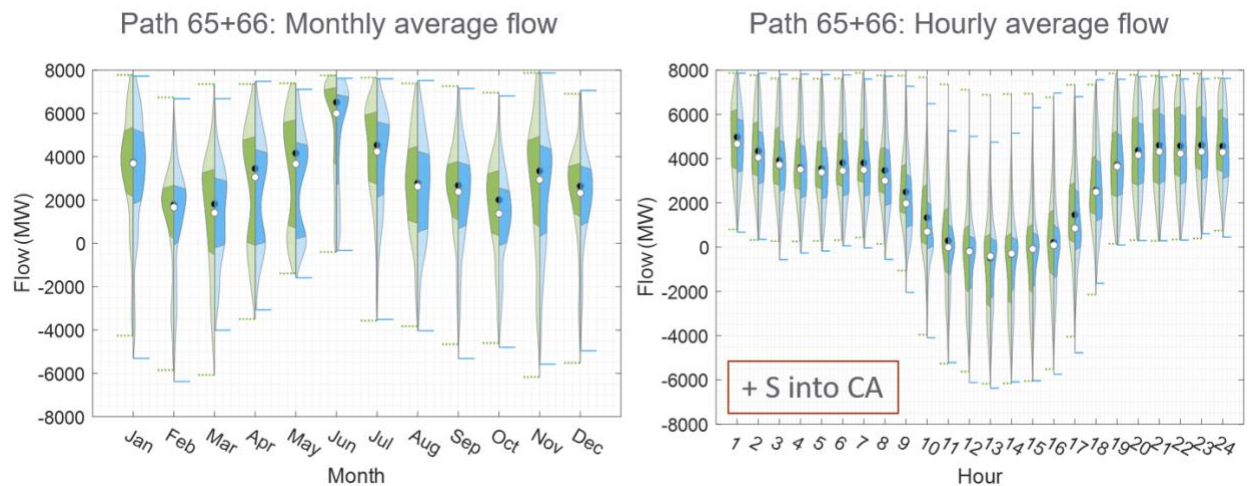 Path 65+66: Monthly average flow
8000
6000
4000
2000
0
-2000
-4000
-6000
-8000
Flow (MW)
Jan
Feb
Mar
Apr
May
Jun
Jul
Aug
Sep
Oct
Nov
Dec
Month
Path 65+66: Hourly average flow
8000
6000
4000
2000
0
-2000
-4000
-6000
-8000
Flow (MW)
+ S into CA
1
2
3
4
5
6
7
8
9
10
11
12
13
14
15
16
17
18
19
20
21
22
23
24
Hour